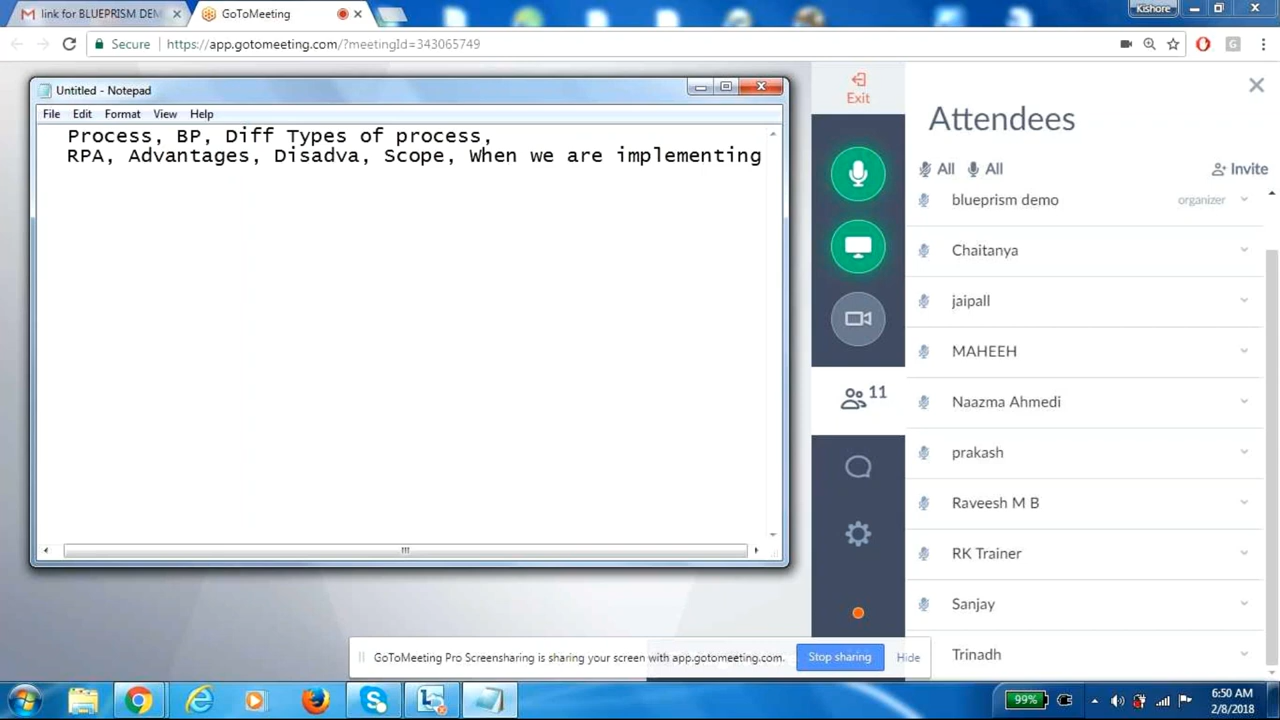 link for BLUEPRISM DEM
GoToMeeting
Kishore
Secure
https://app.gotomeeting.com/?meetingId=343065749
Untitled - Notepad
File Edit Format View Help
Process, BP, Diff Types of process,
RPA, Advantages, Disadva, Scope, When we are implementing
Exit
11
Attendees
All All Invite
blueprism demo organizer
Chaitanya
jaipall
MAHEEH
Naazma Ahmedi
prakash
Raveesh M B
RK Trainer
Sanjay
Trinadh
GoToMeeting Pro Screensharing is sharing your screen with app.gotomeeting.com. Stop sharing Hide
99%
6:50 AM
2/8/2018